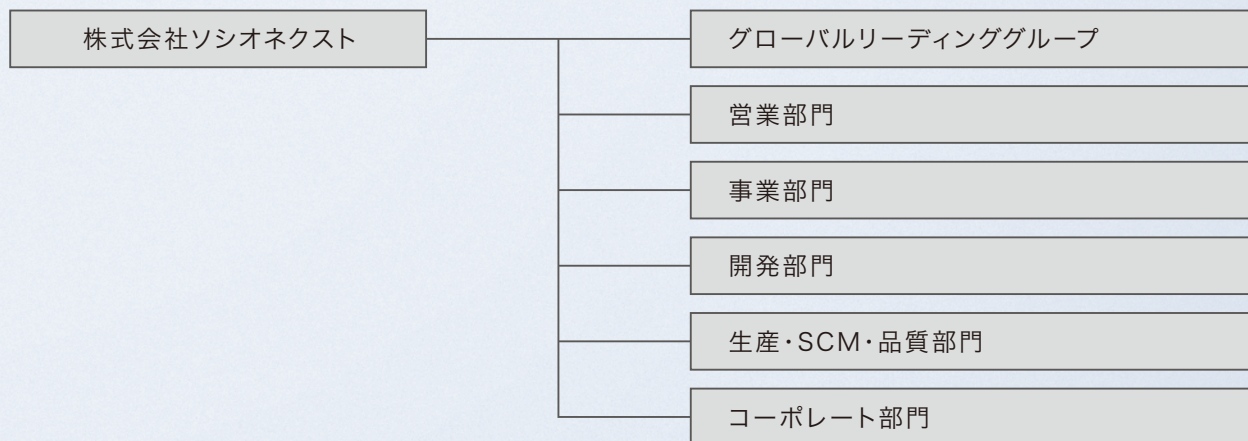 株式会社ソシオネクスト
グローバルリーディンググループ
営業部門
事業部門
開発部門
生産・SCM・品質部門
コーポレート部門